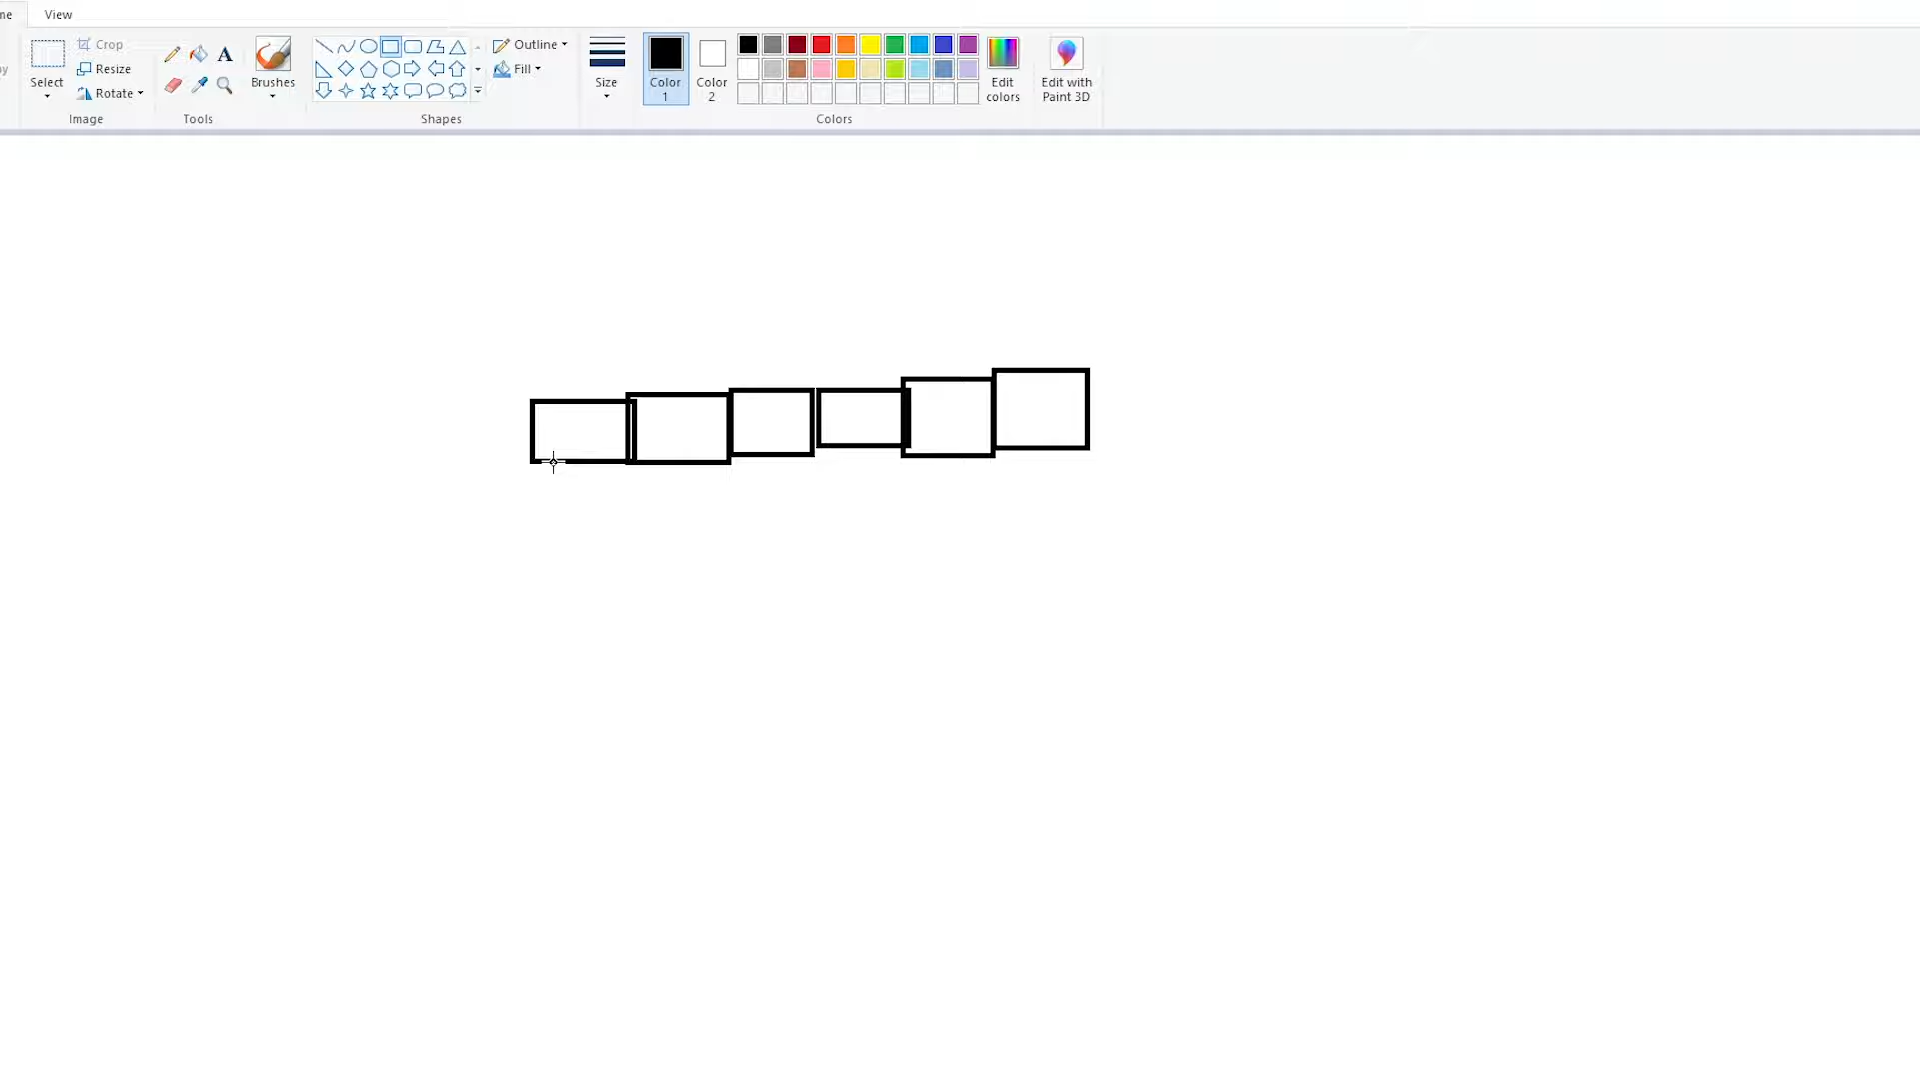 me View
Crop
Resize
Rotate
Select
Image
A
Tools
Brushes
Outline
Fill
Shapes
Size
Color
1
Color
2
Edit
colors
Edit with
Paint 3D
Colors